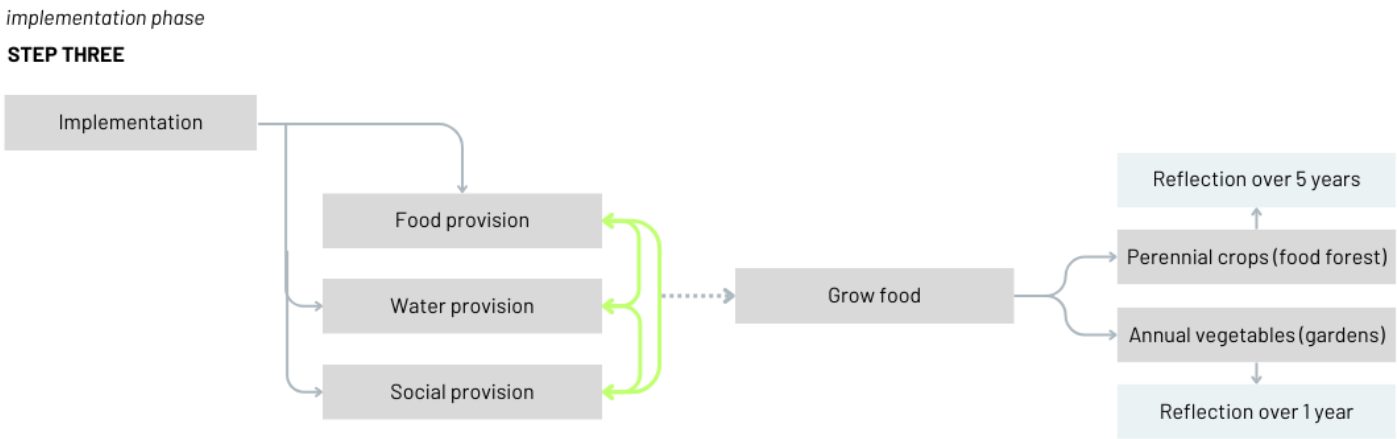 implementation phase
STEP THREE
Implementation
Food provision
Water provision
Social provision
Grow food
Reflection over 5 years
Perennial crops (food forest)
Annual vegetables (gardens)
Reflection over 1 year